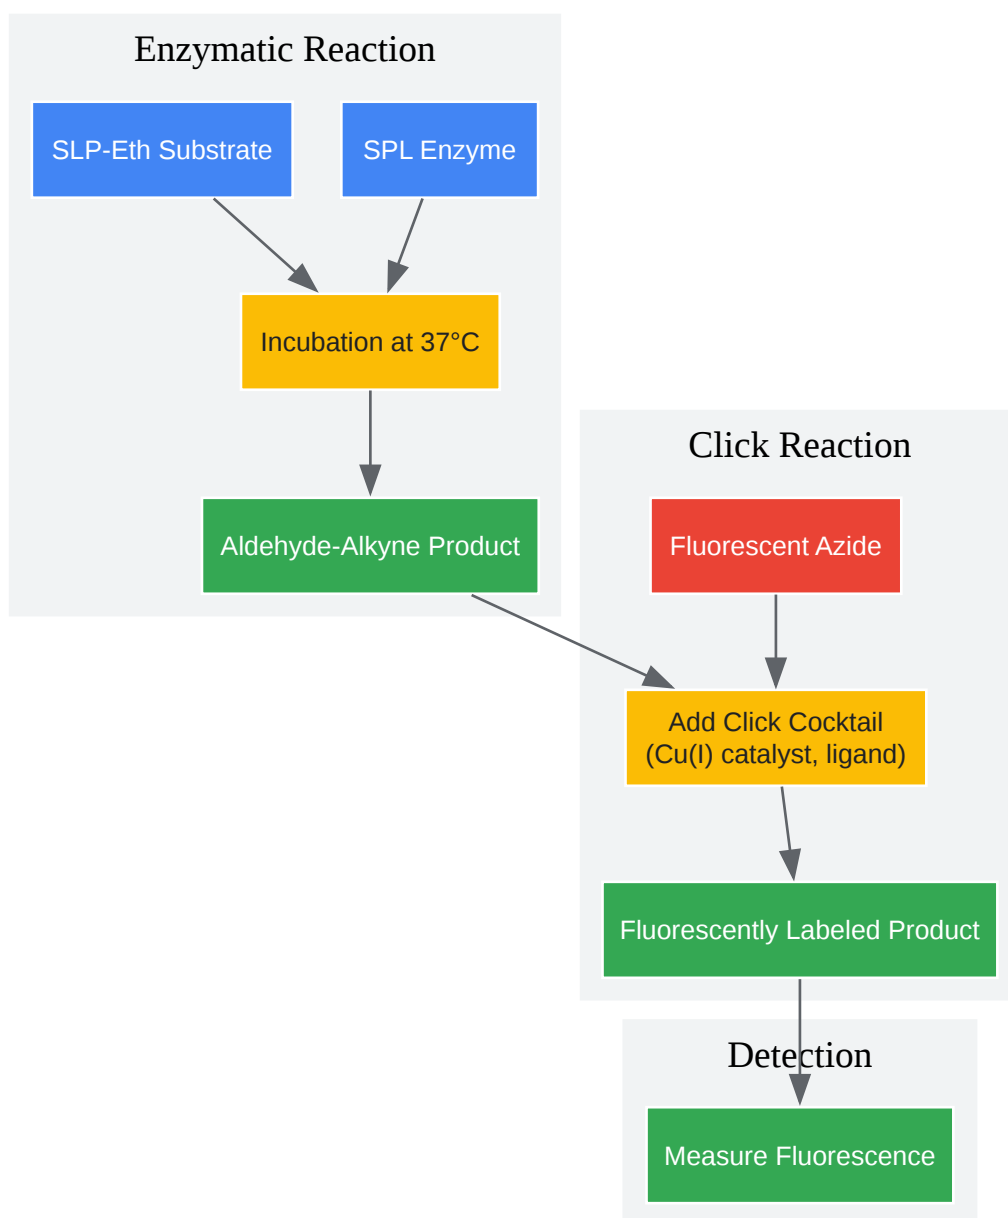 Enzymatic Reaction
SLP-Eth Substrate
SPL Enzyme
Incubation at 37°C
Aldehyde-Alkyne Product
Click Reaction
Fluorescent Azide
Add Click Cocktail
(Cu(I) catalyst, ligand)
Fluorescently Labeled Product
Detection
Measure Fluorescence